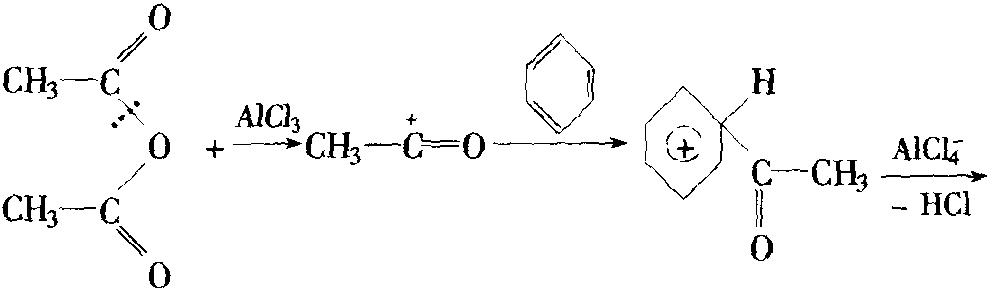 O
CH₃—C
O
CH₃—C
O
+ AlCl₃
CH₃—C⁺=O
+
H
C—CH₃
O
AlCl₄⁻
– HCl